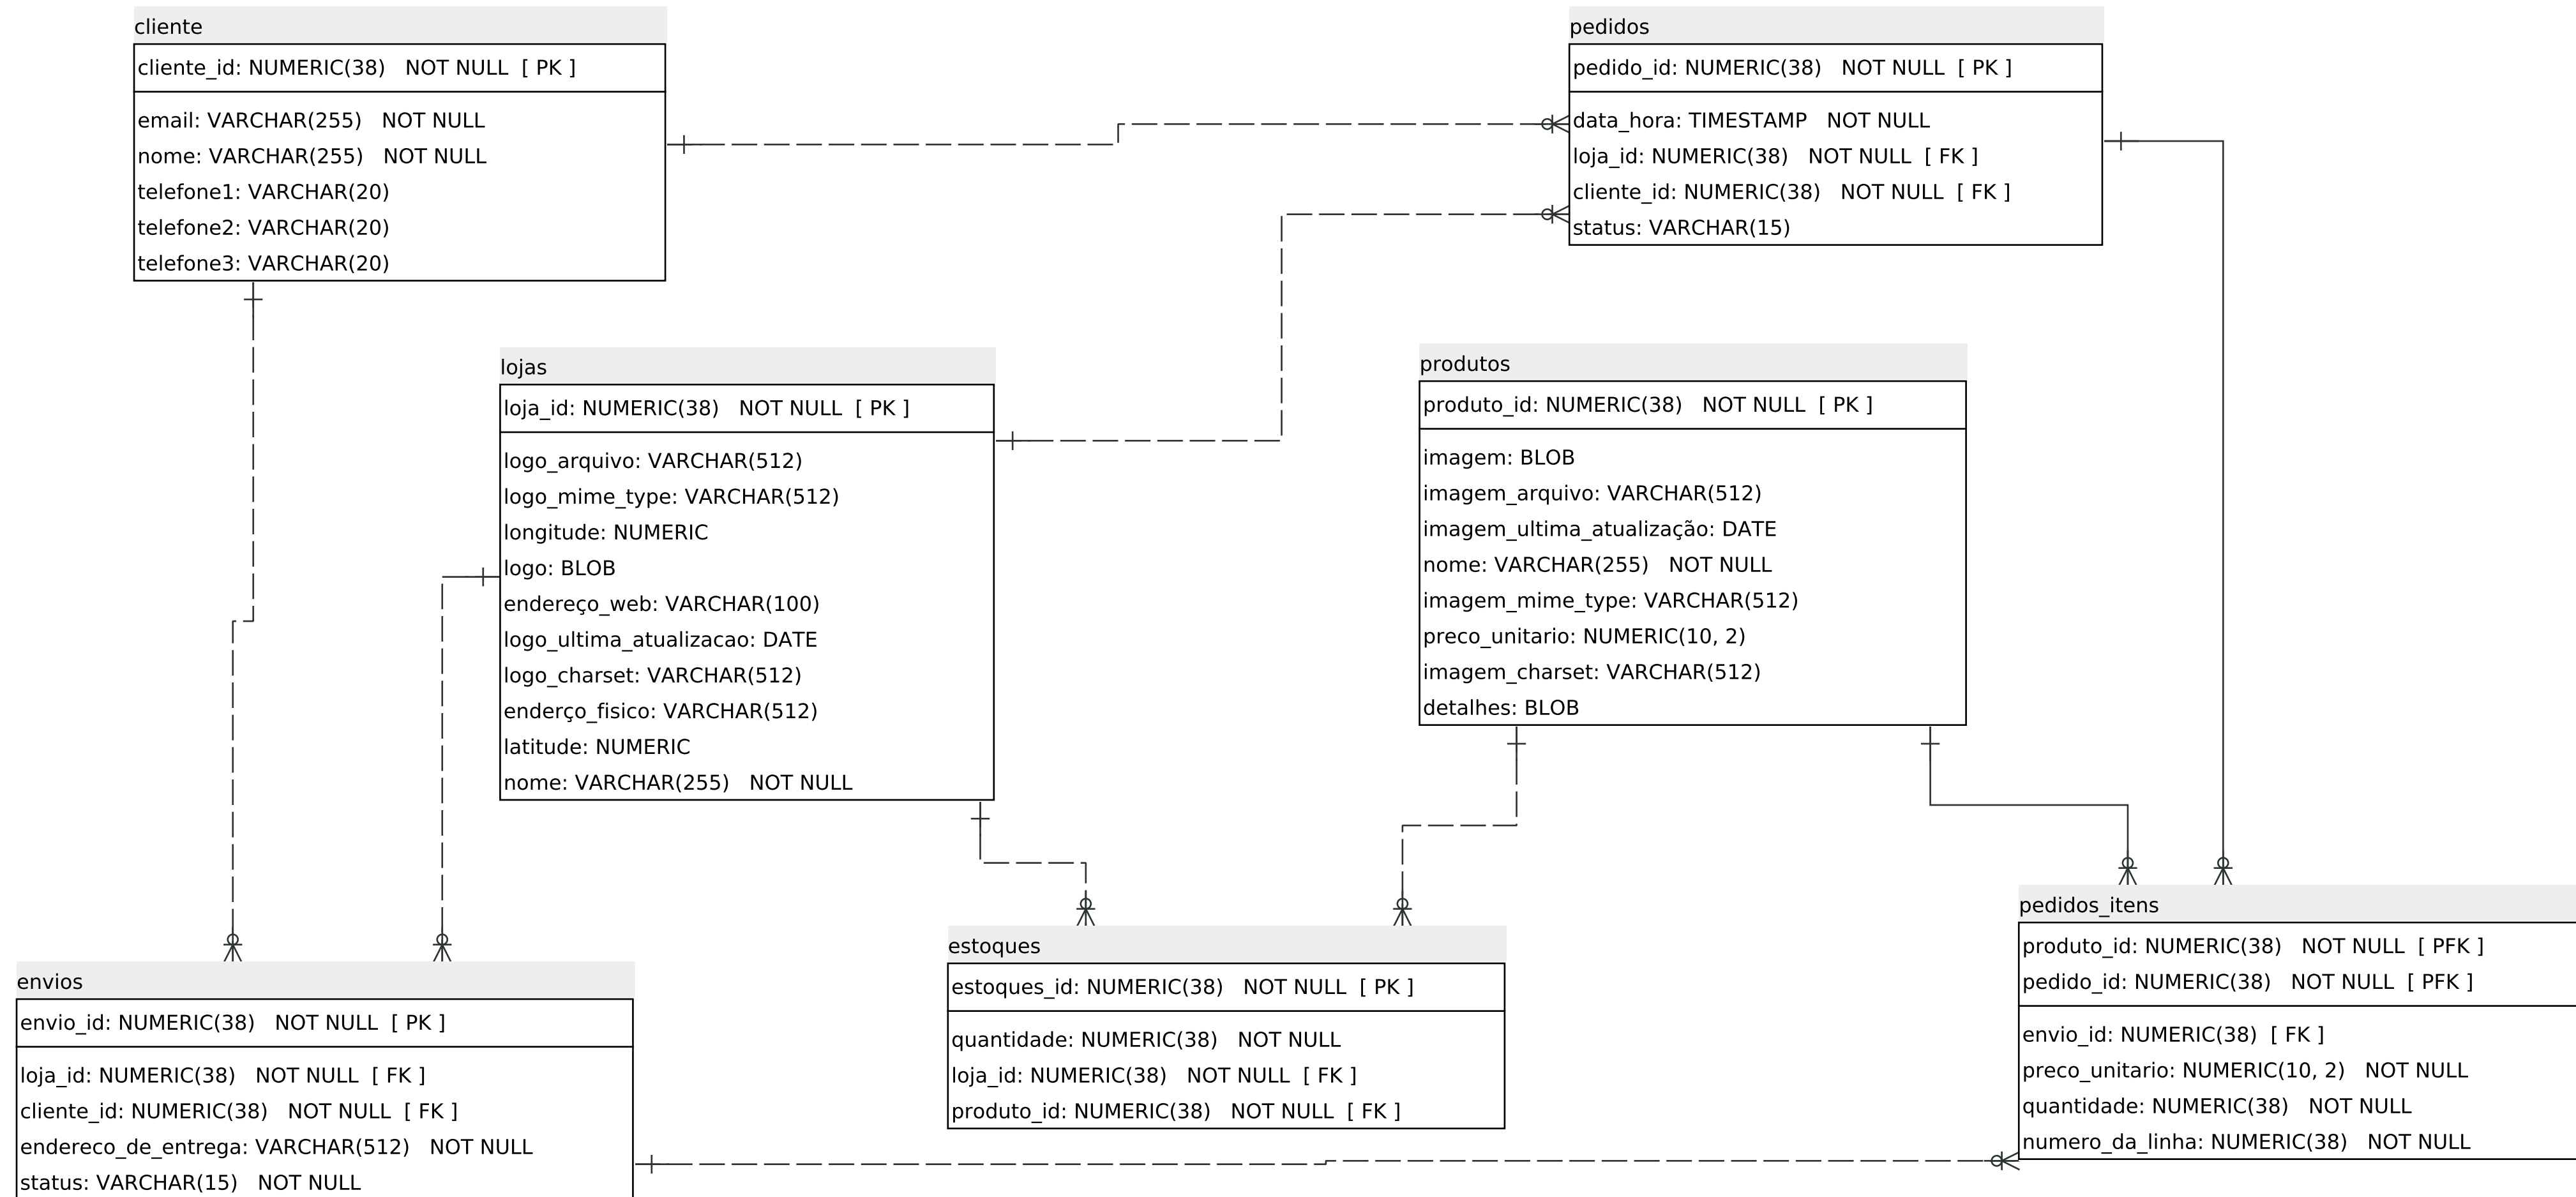 cliente
cliente_id: NUMERIC(38)   NOT NULL  [ PK ]
email: VARCHAR(255)   NOT NULL
nome: VARCHAR(255)   NOT NULL
telefone1: VARCHAR(20)
telefone2: VARCHAR(20)
telefone3: VARCHAR(20)
pedidos
pedido_id: NUMERIC(38)   NOT NULL  [ PK ]
data_hora: TIMESTAMP   NOT NULL
loja_id: NUMERIC(38)   NOT NULL  [ FK ]
cliente_id: NUMERIC(38)   NOT NULL  [ FK ]
status: VARCHAR(15)
lojas
loja_id: NUMERIC(38)   NOT NULL  [ PK ]
logo_arquivo: VARCHAR(512)
logo_mime_type: VARCHAR(512)
longitude: NUMERIC
logo: BLOB
endereço_web: VARCHAR(100)
logo_ultima_atualizacao: DATE
logo_charset: VARCHAR(512)
enderço_fisico: VARCHAR(512)
latitude: NUMERIC
nome: VARCHAR(255)   NOT NULL
produtos
produto_id: NUMERIC(38)   NOT NULL  [ PK ]
imagem: BLOB
imagem_arquivo: VARCHAR(512)
imagem_ultima_atualização: DATE
nome: VARCHAR(255)   NOT NULL
imagem_mime_type: VARCHAR(512)
preco_unitario: NUMERIC(10, 2)
imagem_charset: VARCHAR(512)
detalhes: BLOB
envios
envio_id: NUMERIC(38)   NOT NULL  [ PK ]
loja_id: NUMERIC(38)   NOT NULL  [ FK ]
cliente_id: NUMERIC(38)   NOT NULL  [ FK ]
endereco_de_entrega: VARCHAR(512)   NOT NULL
status: VARCHAR(15)   NOT NULL
estoques
estoques_id: NUMERIC(38)   NOT NULL  [ PK ]
quantidade: NUMERIC(38)   NOT NULL
loja_id: NUMERIC(38)   NOT NULL  [ FK ]
produto_id: NUMERIC(38)   NOT NULL  [ FK ]
pedidos_itens
produto_id: NUMERIC(38)   NOT NULL  [ PFK ]
pedido_id: NUMERIC(38)   NOT NULL  [ PFK ]
envio_id: NUMERIC(38)  [ FK ]
preco_unitario: NUMERIC(10, 2)   NOT NULL
quantidade: NUMERIC(38)   NOT NULL
numero_da_linha: NUMERIC(38)   NOT NULL